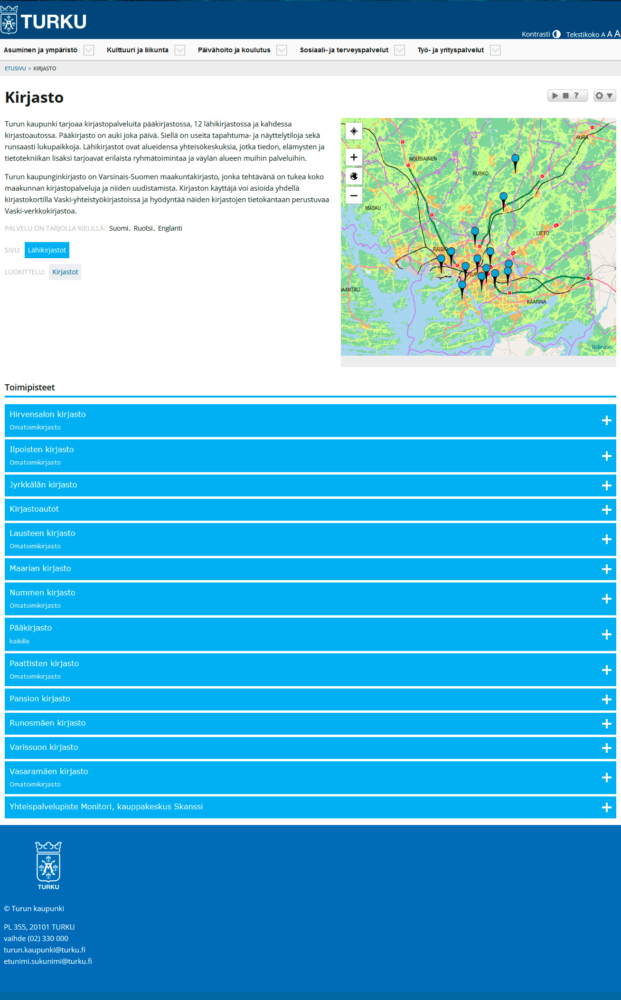 TURKU
Kontrasti Tekstikoko A A A
Asuminen ja ympäristö Kulttuuri ja liikunta Päivähoito ja koulutus Sosiaali- ja terveyspalvelut Työ- ja yrityspalvelut
ETUSIVU > KIRJASTO
Kirjasto
Turun kaupunki tarjoaa kirjastopalveluita pääkirjastossa, 12 lähikirjastossa ja kahdessa
kirjastoautossa. Pääkirjasto on auki joka päivä. Siellä on useita tapahtuma- ja näyttelytiloja sekä
runsaasti lukupaikkoja. Lähikirjastot ovat alueidensa yhteisökeskuksia, jotka tiedon, elämysten ja
tietotekniikan lisäksi tarjoavat erilaista ryhmätoimintaa ja väylän alueen muihin palveluihin.
Turun kaupunginkirjasto on Varsinais-Suomen maakuntakirjasto, jonka tehtävänä on tukea koko
maakunnan kirjastopalveluja ja niiden uudistamista. Kirjaston käyttäjä voi asioida yhdellä
kirjastokortilla Vaski-yhteistyökirjastoissa ja hyödyntää näiden kirjastojen tietokantaan perustuvaa
Vaski-verkkokirjastoa.
PALVELU ON TARJOLLA KIELILLÄ: Suomi, Ruotsi, Englanti
SIVU: Lähikirjastot
LUOKITTELU: Kirjastot
AURA
NOUSIAINEN
RUSKO
MASKU
LIETO
RAISIO
TUR
NAANTALI
KAARINA
Ikilinkki
Toimipisteet
Hirvensalon kirjasto
Omatoimikirjasto
Ilpoisten kirjasto
Omatoimikirjasto
Jyrkkälän kirjasto
Kirjastoautot
Lausteen kirjasto
Omatoimikirjasto
Maarian kirjasto
Nummen kirjasto
Omatoimikirjasto
Pääkirjasto
kaikille
Paattisten kirjasto
Omatoimikirjasto
Pansion kirjasto
Runosmäen kirjasto
Varissuon kirjasto
Vasaramäen kirjasto
Omatoimikirjasto
Yhteispalvelupiste Monitori, kauppakeskus Skanssi
TURKU
© Turun kaupunki
PL 355, 20101 TURKU
vaihde (02) 330 000
turun.kaupunki@turku.fi
etunimi.sukunimi@turku.fi